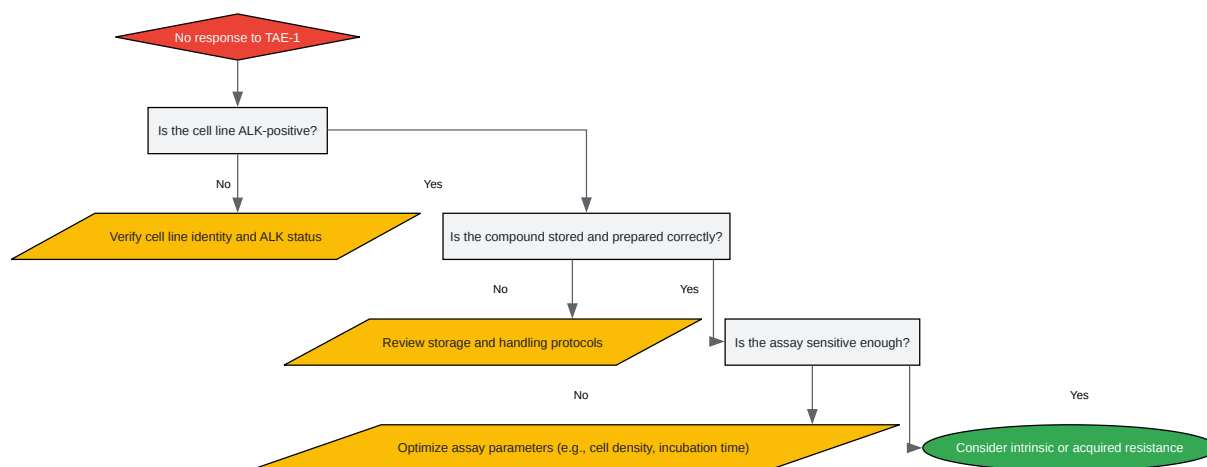 No response to TAE-1
Is the cell line ALK-positive?
No
Yes
Verify cell line identity and ALK status
Is the compound stored and prepared correctly?
No
Yes
Review storage and handling protocols
Is the assay sensitive enough?
No
Yes
Optimize assay parameters (e.g., cell density, incubation time)
Consider intrinsic or acquired resistance